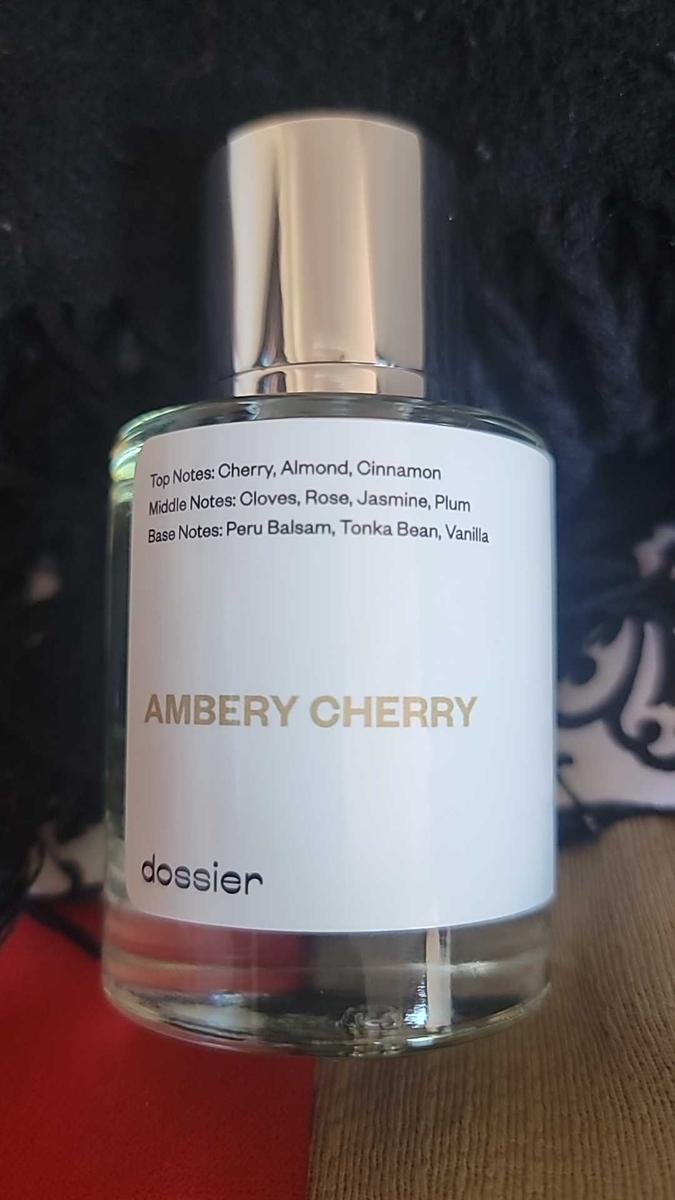 Top Notes: Cherry, Almond, Cinnamon
Middle Notes: Cloves, Rose, Jasmine, Plum
Base Notes: Peru Balsam, Tonka Bean, Vanilla
AMBERY CHERRY
dossier